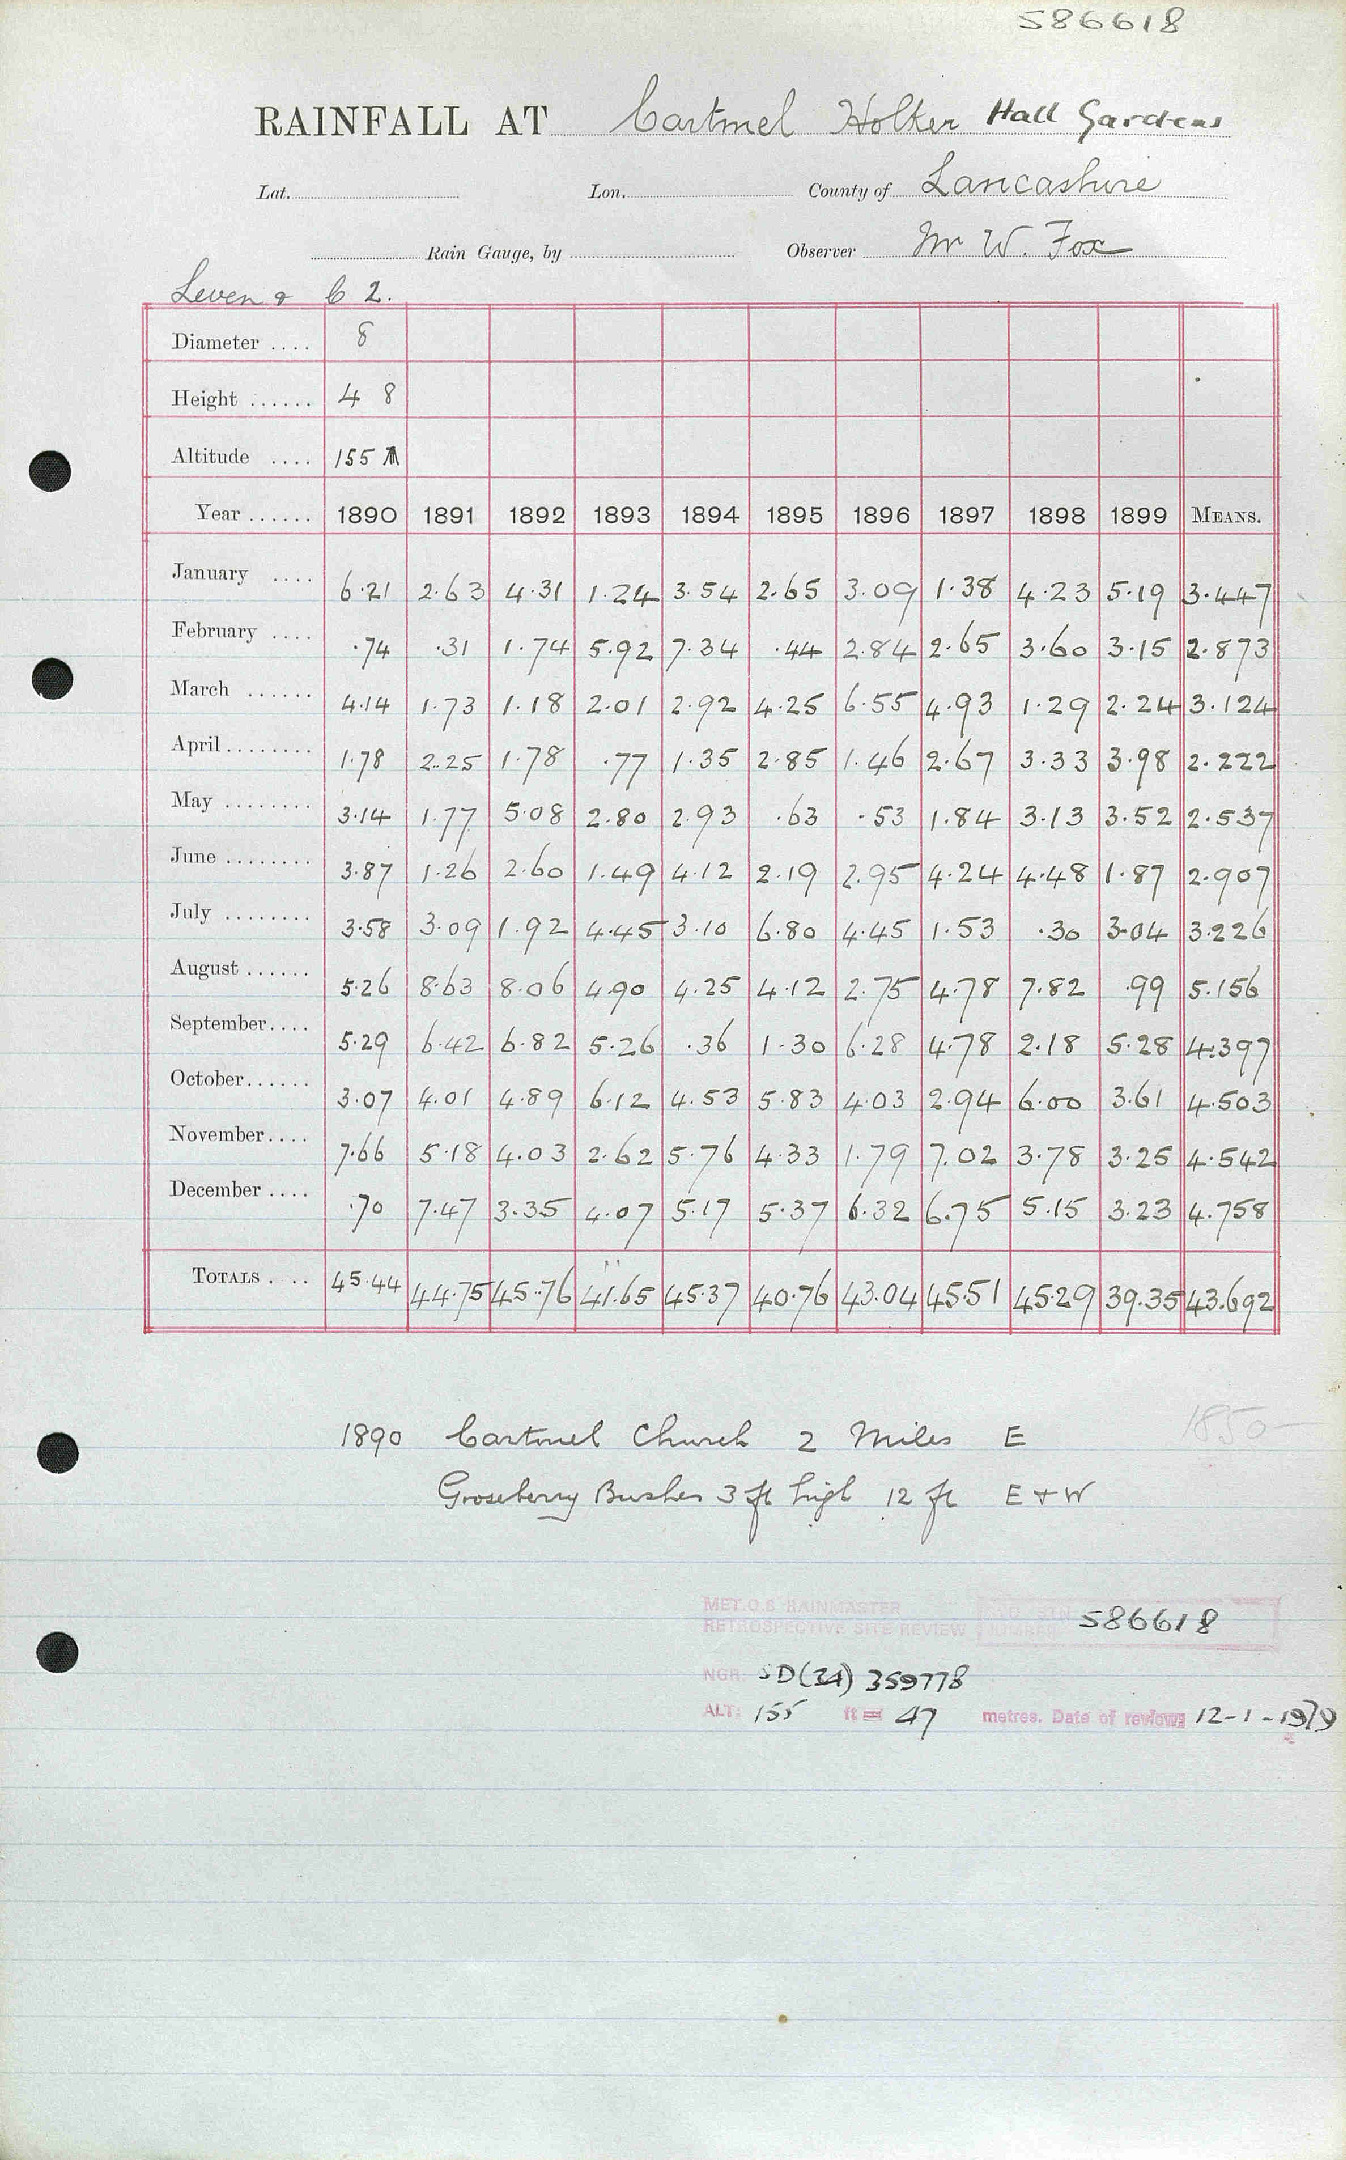 586618
RAINFALL AT Cartmel Holker Hall Gardens
Lat. Lon. County of Lancashire
Rain Gauge, by Observer Mr W. Fox
Leven & C 2.
Diameter .... 8
Height ...... 4 8
Altitude .... 155
Year ...... 1890 1891 1892 1893 1894 1895 1896 1897 1898 1899 MEANS.
January .... 6.21 2.63 4.31 1.24 3.54 2.65 3.09 1.38 4.23 5.19 3.447
February .... .74 .31 1.74 5.92 7.34 .44 2.84 2.65 3.60 3.15 2.873
March ...... 4.14 1.73 1.18 2.01 2.92 4.25 6.55 4.93 1.29 2.24 3.124
April ........ 1.78 2.25 1.78 .77 1.35 2.85 1.46 2.67 3.33 3.98 2.222
May ........ 3.14 1.77 5.08 2.80 2.93 .63 .53 1.84 3.13 3.52 2.537
June ........ 3.87 1.26 2.60 1.49 4.12 2.19 2.95 4.24 4.48 1.87 2.907
July ........ 3.58 3.09 1.92 4.45 3.10 6.80 4.45 1.53 .30 3.04 3.226
August ...... 5.26 8.63 8.06 4.90 4.25 4.12 2.75 4.78 7.82 .99 5.156
September.... 5.29 6.42 6.82 5.26 .36 1.30 6.28 4.78 2.18 5.28 4.397
October...... 3.07 4.01 4.89 6.12 4.53 5.83 4.03 2.94 6.00 3.61 4.503
November.... 7.66 5.18 4.03 2.62 5.76 4.33 1.79 7.02 3.78 3.25 4.542
December .... .70 7.47 3.35 4.07 5.17 5.37 6.32 6.75 5.15 3.23 4.758
TOTALS . .. 45.44 44.75 45.76 41.65 45.37 40.76 43.04 45.51 45.29 39.35 43.692
1850-
1890 Cartmel Church 2 Miles E
Gooseberry Bushes 3 ft high 12 ft E + W
MET.O.8 RAINMASTER
RETROSPECTIVE SITE REVIEW STN NUMBER 586618
NGR: SD(34) 359778
ALT: 155 ft = 47 metres. Date of review: 12-1-1979